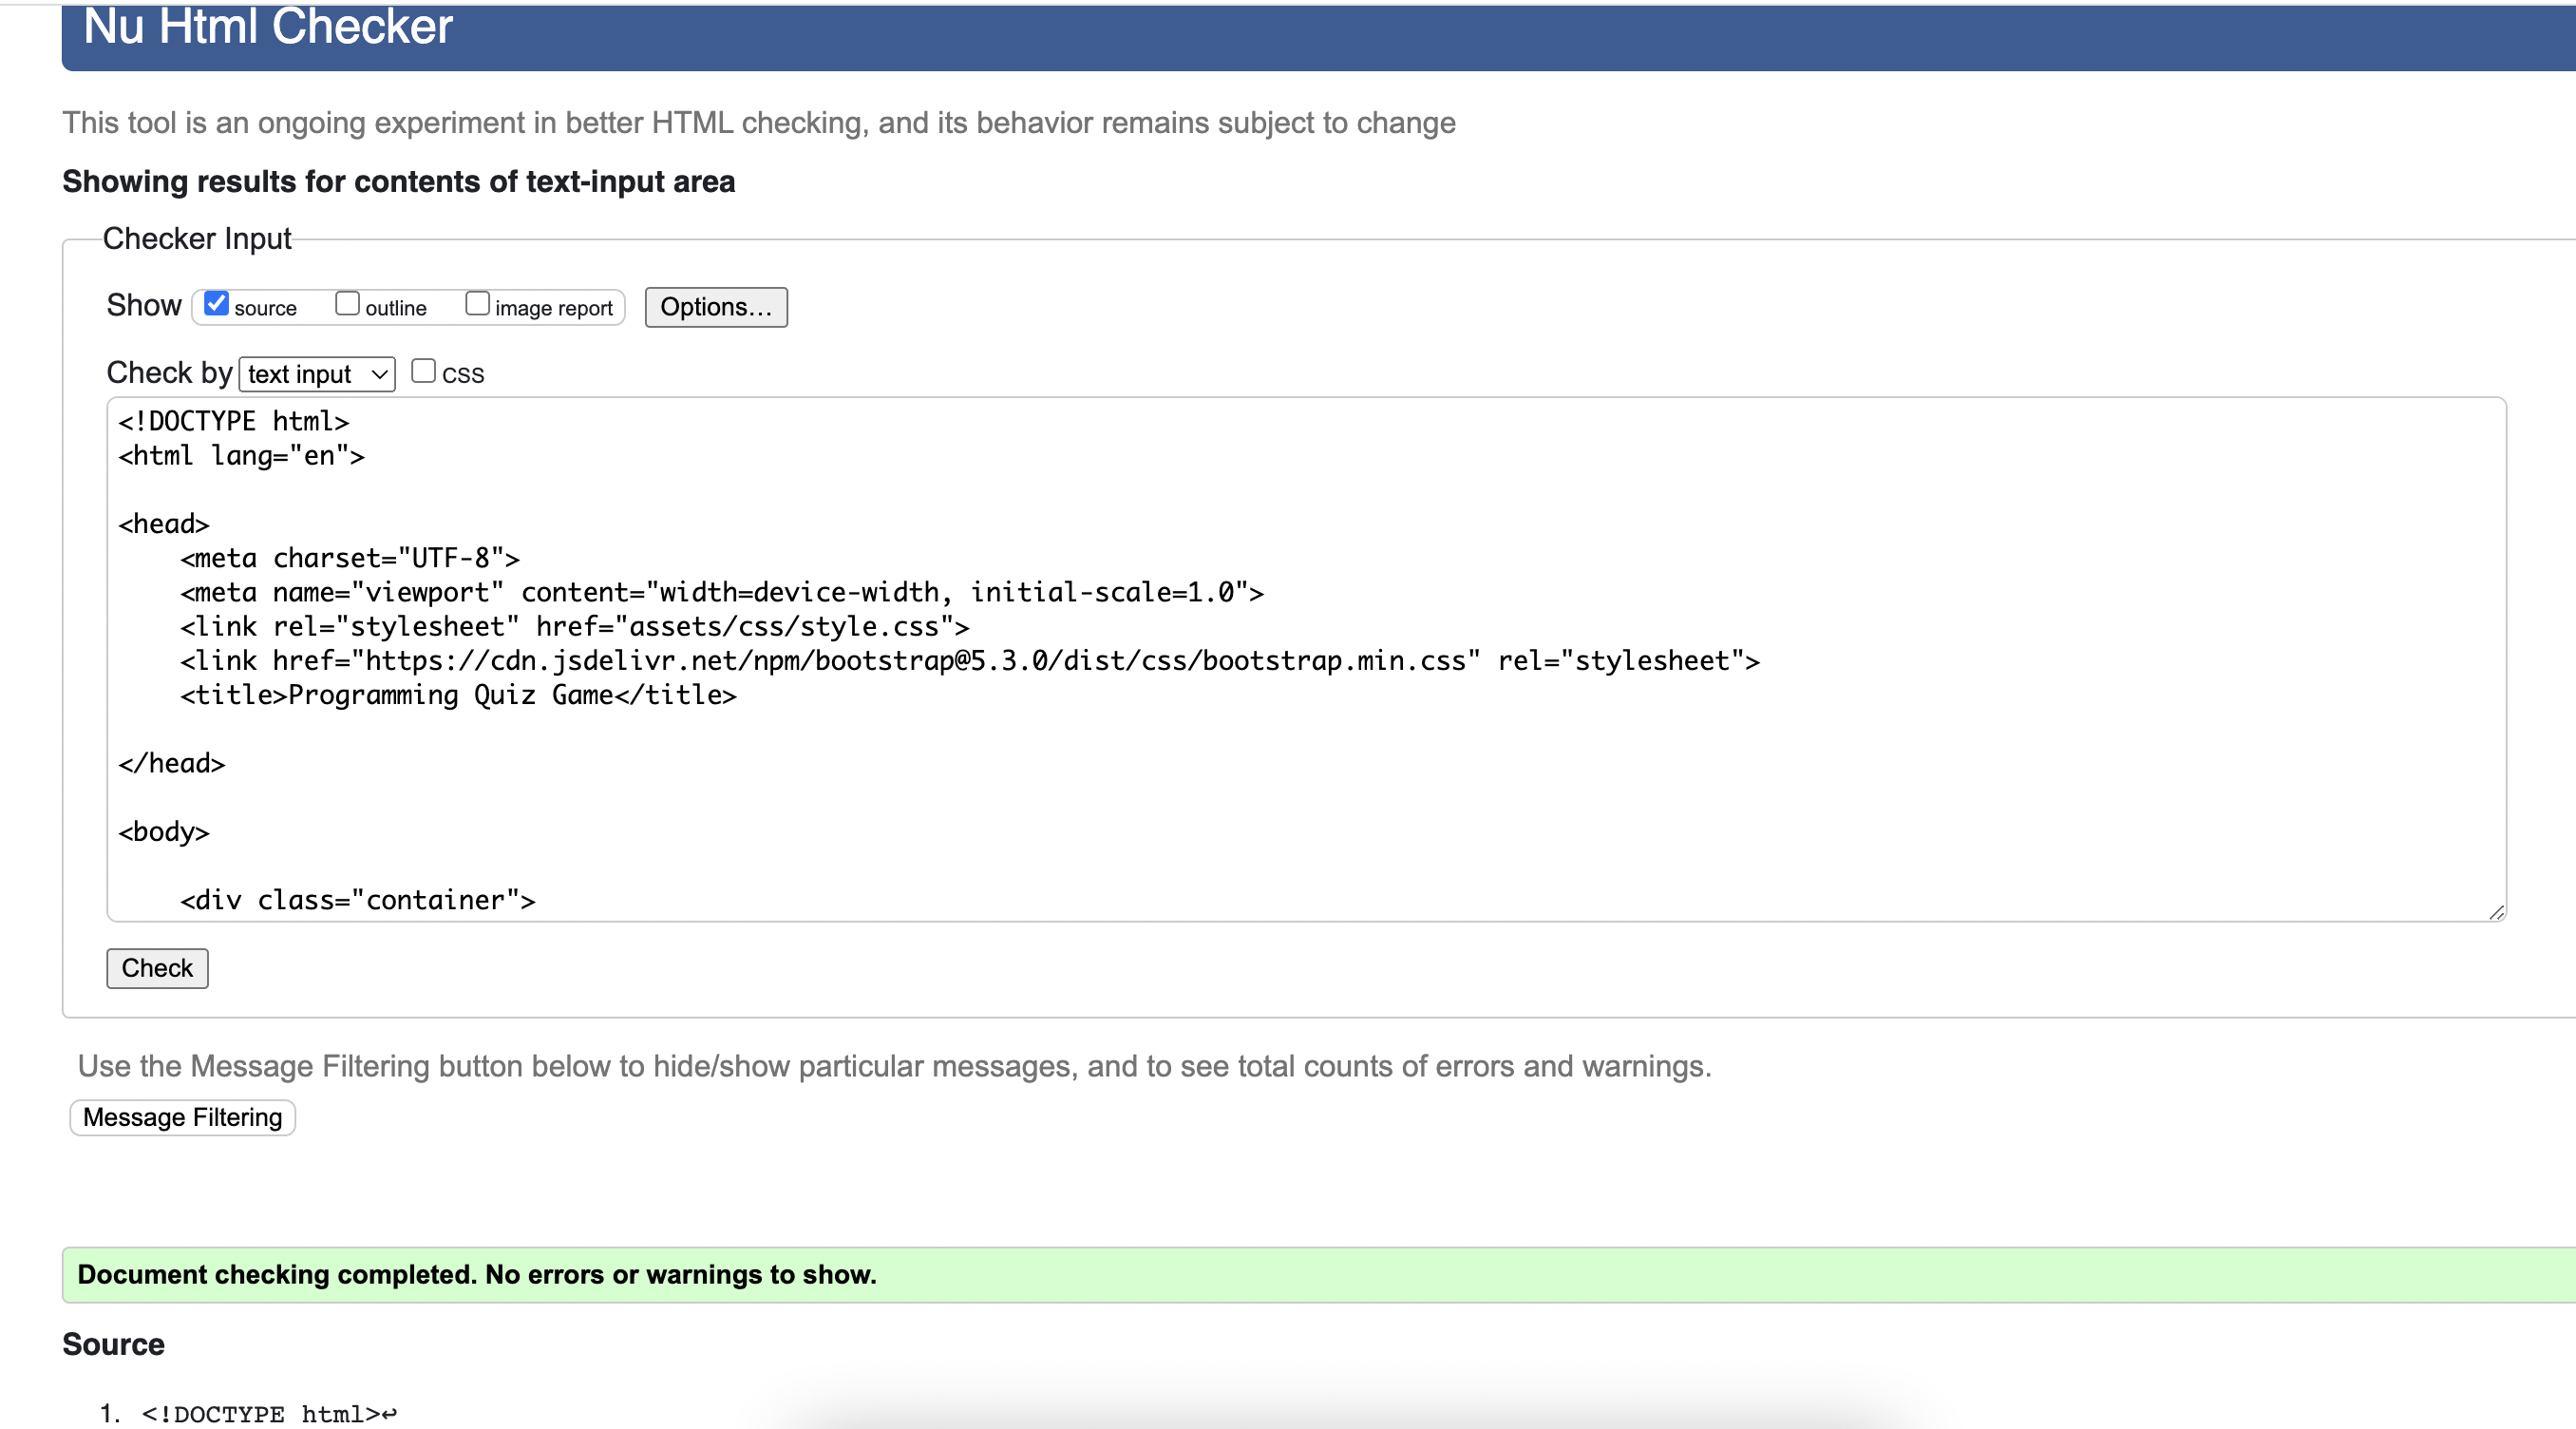 Nu Html Checker
This tool is an ongoing experiment in better HTML checking, and its behavior remains subject to change
Showing results for contents of text-input area
Checker Input
Show source outline image report Options...
Check by text input CSS
<!DOCTYPE html>
<html lang="en">
<head>
    <meta charset="UTF-8">
    <meta name="viewport" content="width=device-width, initial-scale=1.0">
    <link rel="stylesheet" href="assets/css/style.css">
    <link href="https://cdn.jsdelivr.net/npm/bootstrap@5.3.0/dist/css/bootstrap.min.css" rel="stylesheet">
    <title>Programming Quiz Game</title>
</head>
<body>
    <div class="container">
Check
Use the Message Filtering button below to hide/show particular messages, and to see total counts of errors and warnings.
Message Filtering
Document checking completed. No errors or warnings to show.
Source
1. <!DOCTYPE html>↩